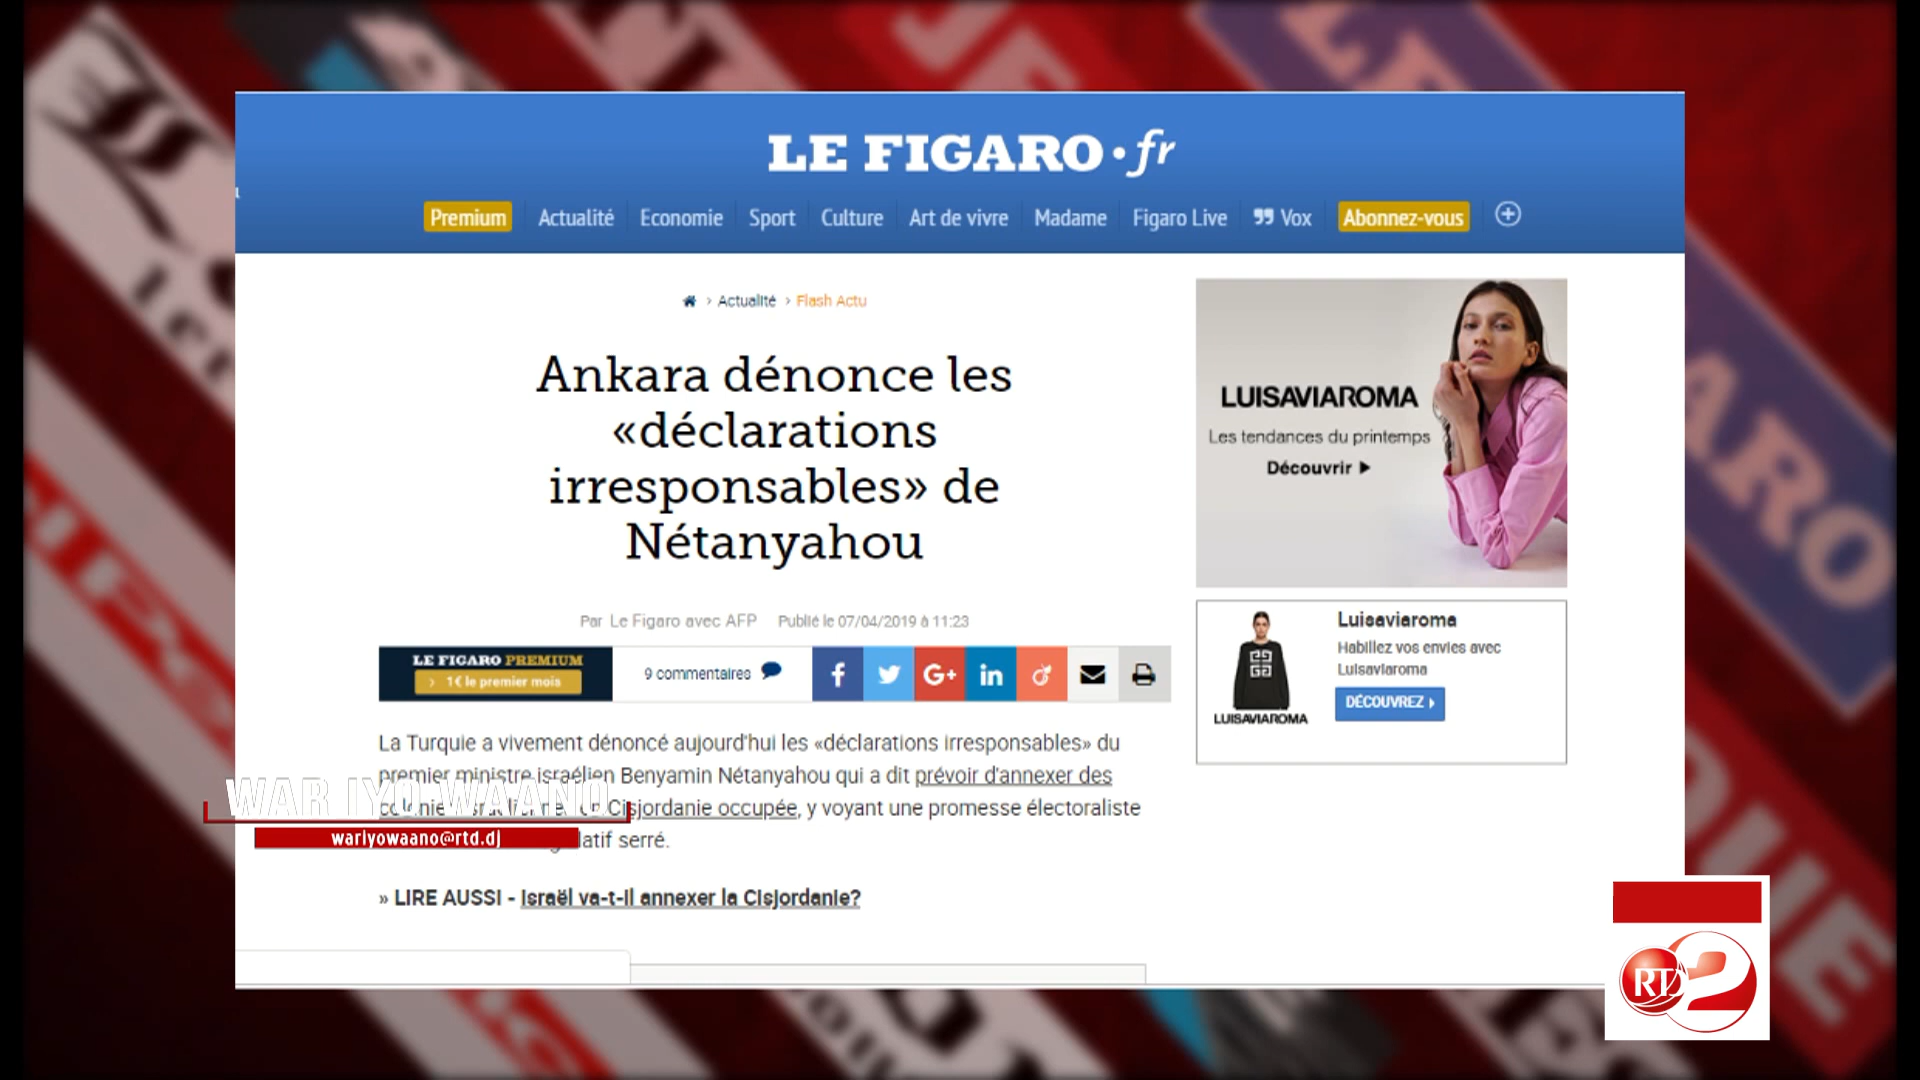 LE FIGARO·fr
Premium Actualité Economie Sport Culture Art de vivre Madame Figaro Live Vox Abonnez-vous
> Actualité > Flash Actu
Ankara dénonce les
«déclarations
irresponsables» de
Nétanyahou
Par Le Figaro avec AFP Publié le 07/04/2019 à 11:23
LE FIGARO PREMIUM
> 1€ le premier mois
9 commentaires
f G+ in
La Turquie a vivement dénoncé aujourd'hui les «déclarations irresponsables» du
premier ministre israélien Benyamin Nétanyahou qui a dit prévoir d'annexer des
Cisjordanie occupée, y voyant une promesse électoraliste
serré.
» LIRE AUSSI - Israël va-t-il annexer la Cisjordanie?
LUISAVIAROMA
Les tendances du printemps
Découvrir
Luisaviaroma
Habillez vos envies avec
Luisaviaroma
DÉCOUVREZ
LUISAVIAROMA
WAR IYO WAANO
wariyowaano@rtd.dj
RTD 2
ARO